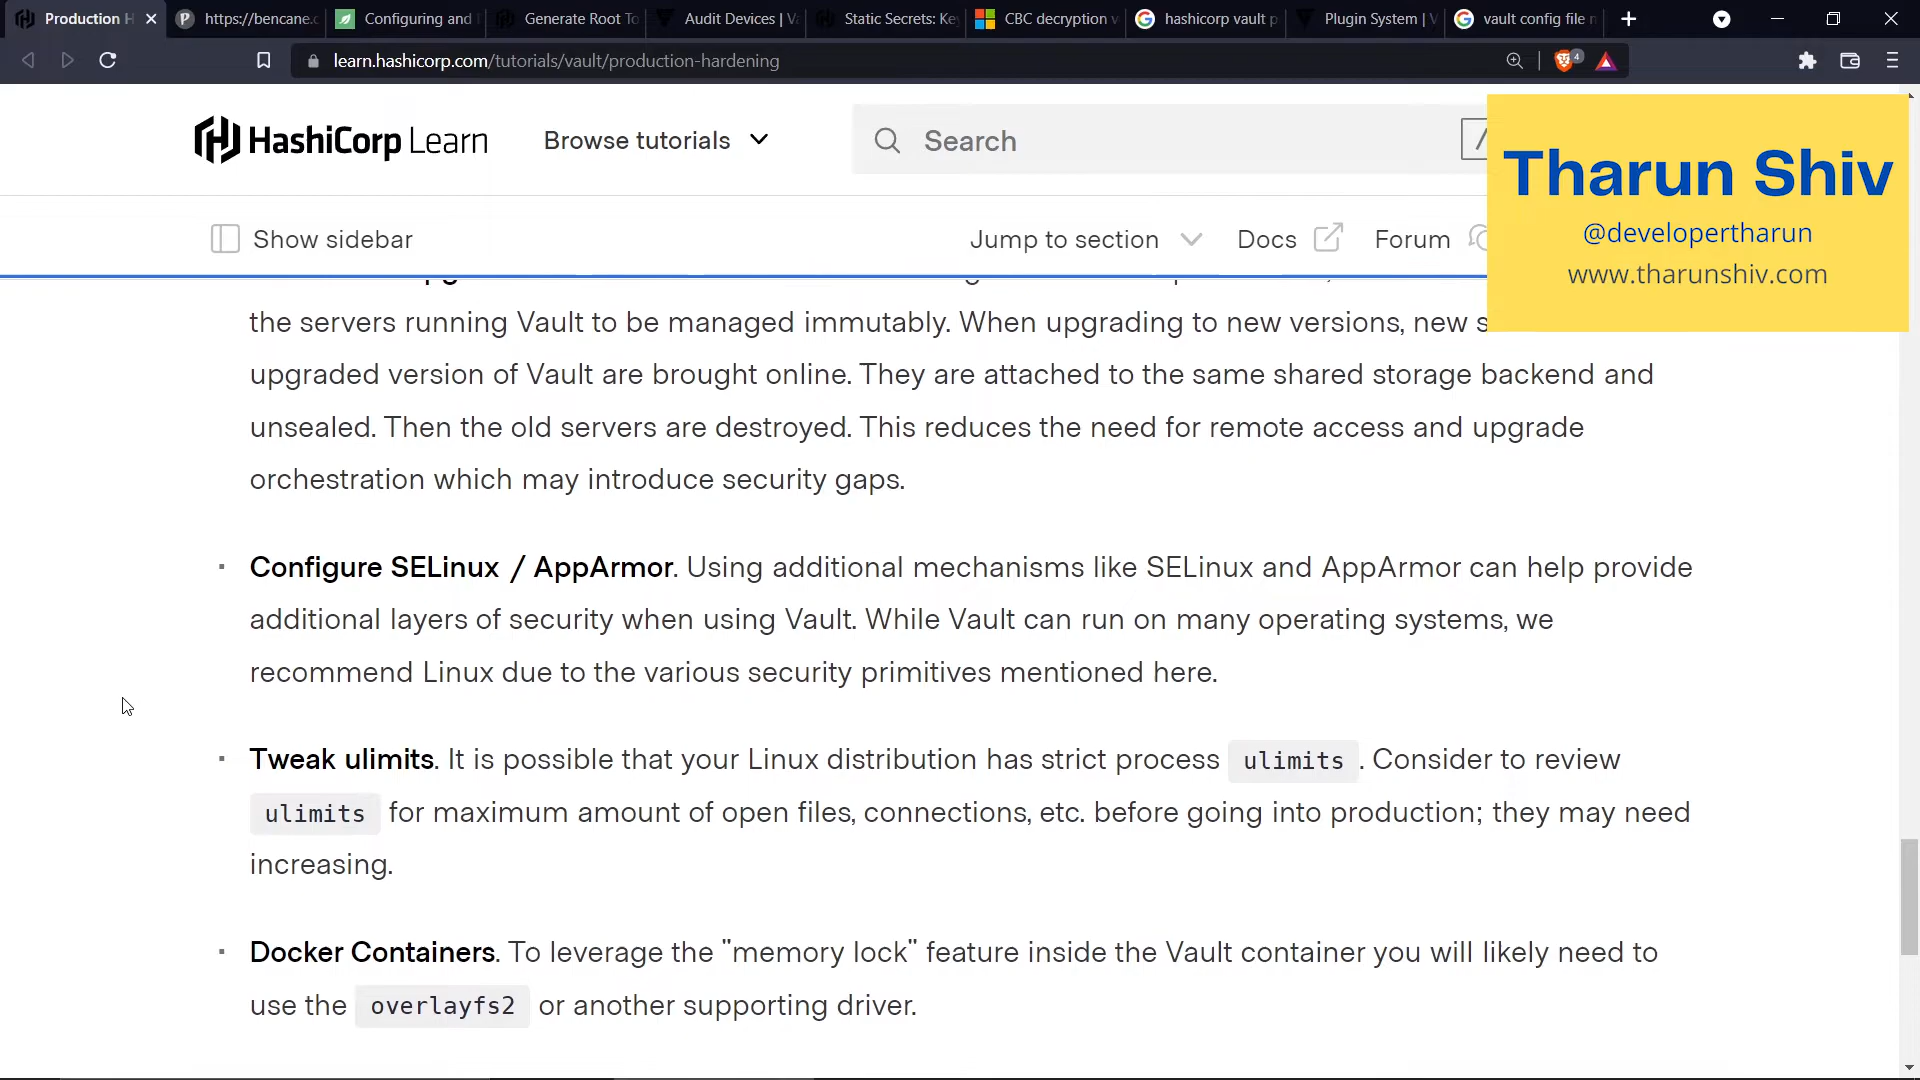 Production H
https://bencane.c
Configuring and
Generate Root To
Audit Devices | Va
Static Secrets: Ke
CBC decryption v
hashicorp vault p
Plugin System | V
vault config file n
learn.hashicorp.com/tutorials/vault/production-hardening
4
HashiCorp Learn
Browse tutorials
Search
/
Tharun Shiv
@developertharun
www.tharunshiv.com
Show sidebar
Jump to section
Docs
Forum
the servers running Vault to be managed immutably. When upgrading to new versions, new s
upgraded version of Vault are brought online. They are attached to the same shared storage backend and
unsealed. Then the old servers are destroyed. This reduces the need for remote access and upgrade
orchestration which may introduce security gaps.
Configure SELinux / AppArmor. Using additional mechanisms like SELinux and AppArmor can help provide
additional layers of security when using Vault. While Vault can run on many operating systems, we
recommend Linux due to the various security primitives mentioned here.
Tweak ulimits. It is possible that your Linux distribution has strict process ulimits . Consider to review
ulimits for maximum amount of open files, connections, etc. before going into production; they may need
increasing.
Docker Containers. To leverage the "memory lock" feature inside the Vault container you will likely need to
use the overlayfs2 or another supporting driver.